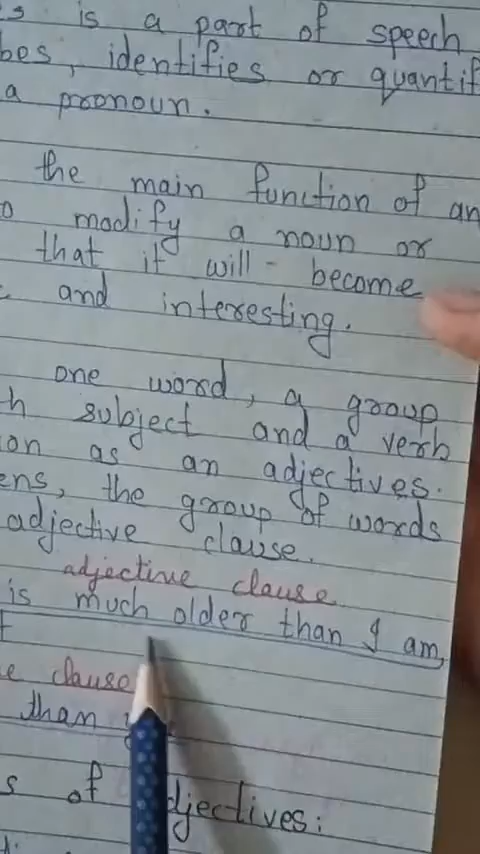 s is a part of speech
bes, identifies or quantif
a pronoun.
the main function of an
o modify a noun or
that it will become
and interesting.
one word, a group
h subject and a verb
on as an adjectives.
ens, the group of words
adjective clause.
adjective clause
is much older than I am,
t
e clause
than
s of adjectives: